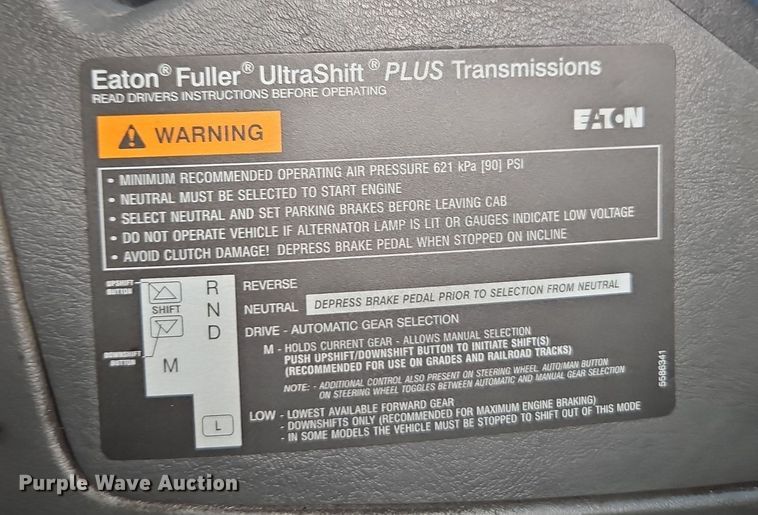 Eaton® Fuller® UltraShift® PLUS Transmissions
READ DRIVERS INSTRUCTIONS BEFORE OPERATING
EATON
WARNING
• MINIMUM RECOMMENDED OPERATING AIR PRESSURE 621 kPa [90] PSI
• NEUTRAL MUST BE SELECTED TO START ENGINE
• SELECT NEUTRAL AND SET PARKING BRAKES BEFORE LEAVING CAB
• DO NOT OPERATE VEHICLE IF ALTERNATOR LAMP IS LIT OR GAUGES INDICATE LOW VOLTAGE
• AVOID CLUTCH DAMAGE! DEPRESS BRAKE PEDAL WHEN STOPPED ON INCLINE
UPSHIFT
BUTTON
SHIFT
DOWNSHIFT
BUTTON
R
N
D
M
L
REVERSE
NEUTRAL DEPRESS BRAKE PEDAL PRIOR TO SELECTION FROM NEUTRAL
DRIVE - AUTOMATIC GEAR SELECTION
M - HOLDS CURRENT GEAR - ALLOWS MANUAL SELECTION
PUSH UPSHIFT/DOWNSHIFT BUTTON TO INITIATE SHIFT(S)
(RECOMMENDED FOR USE ON GRADES AND RAILROAD TRACKS)
NOTE: - ADDITIONAL CONTROL ALSO PRESENT ON STEERING WHEEL. AUTO/MAN BUTTON
ON STEERING WHEEL TOGGLES BETWEEN AUTOMATIC AND MANUAL GEAR SELECTION
LOW - LOWEST AVAILABLE FORWARD GEAR
- DOWNSHIFTS ONLY (RECOMMENDED FOR MAXIMUM ENGINE BRAKING)
- IN SOME MODELS THE VEHICLE MUST BE STOPPED TO SHIFT OUT OF THIS MODE
5586341
Purple Wave Auction